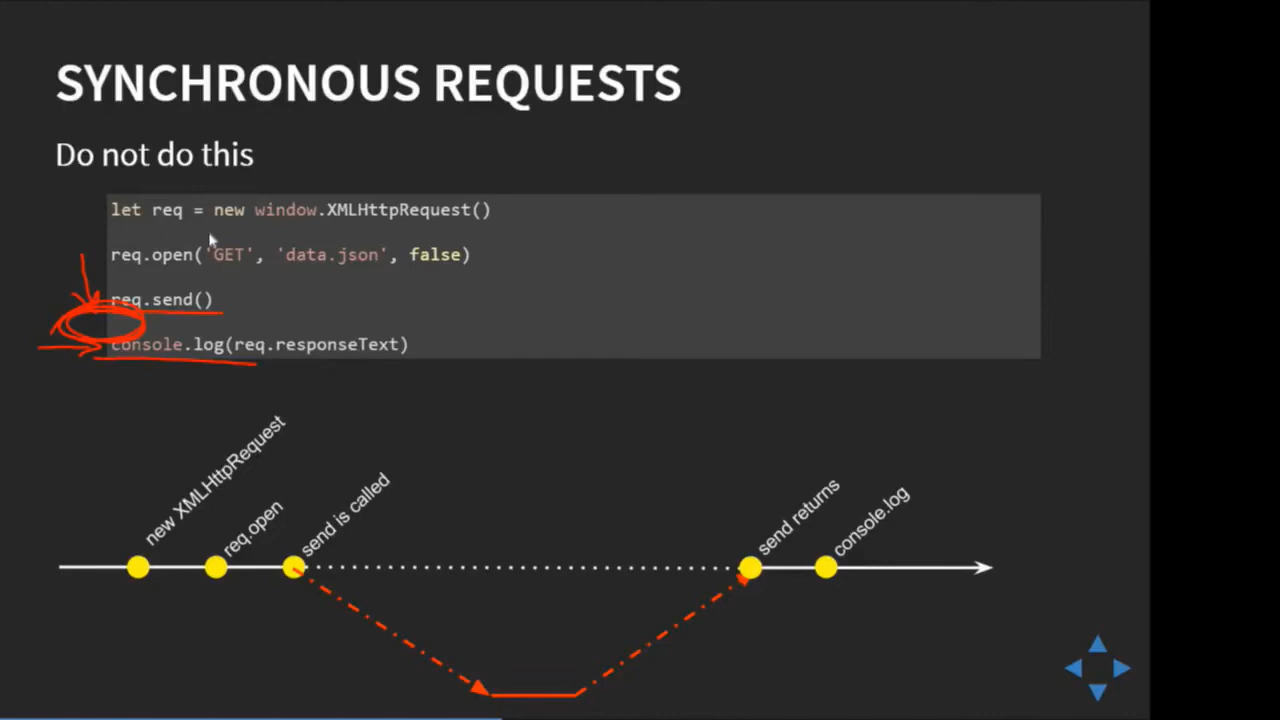 SYNCHRONOUS REQUESTS
Do not do this
let req = new window.XMLHttpRequest()
req.open('GET', 'data.json', false)
req.send()
console.log(req.responseText)
new XMLHttpRequest
req.open
send is called
send returns
console.log